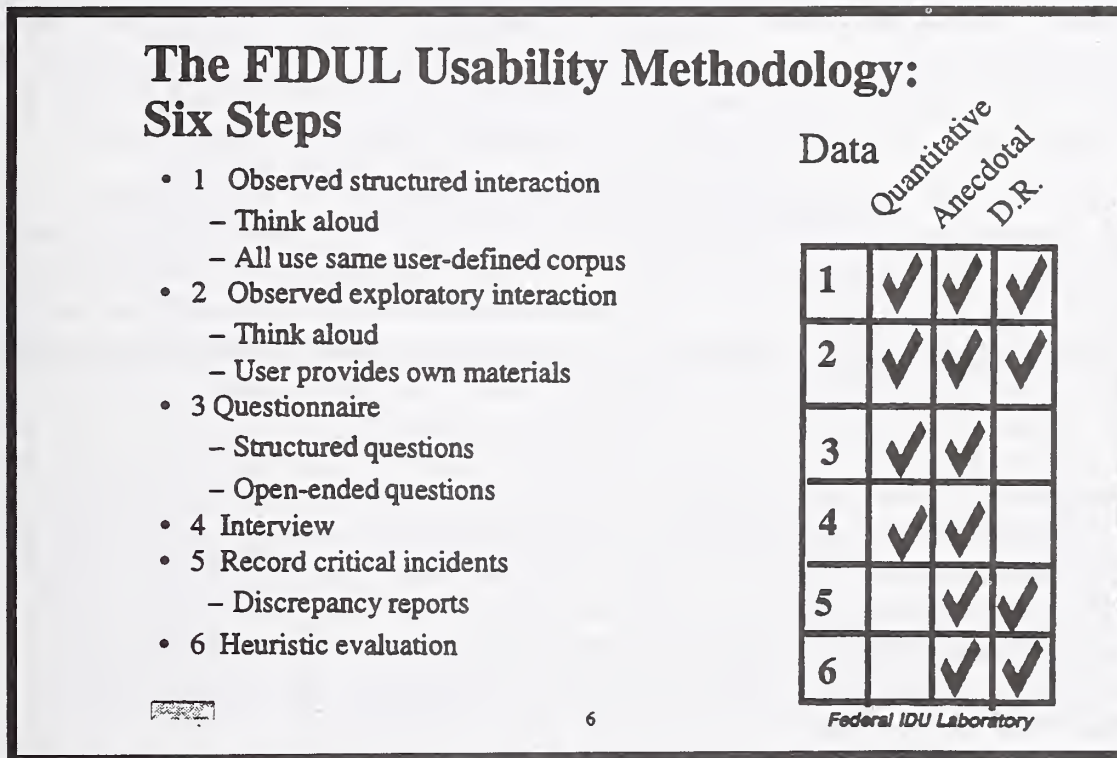 The FIDUL Usability Methodology:
Six Steps
• 1 Observed structured interaction
– Think aloud
– All use same user-defined corpus
• 2 Observed exploratory interaction
– Think aloud
– User provides own materials
• 3 Questionnaire
– Structured questions
– Open-ended questions
• 4 Interview
• 5 Record critical incidents
– Discrepancy reports
• 6 Heuristic evaluation
Data
Quantitative
Anecdotal
D.R.
1 ✓ ✓ ✓
2 ✓ ✓ ✓
3 ✓ ✓
4 ✓ ✓
5 ✓ ✓
6 ✓ ✓
6
Federal IDU Laboratory